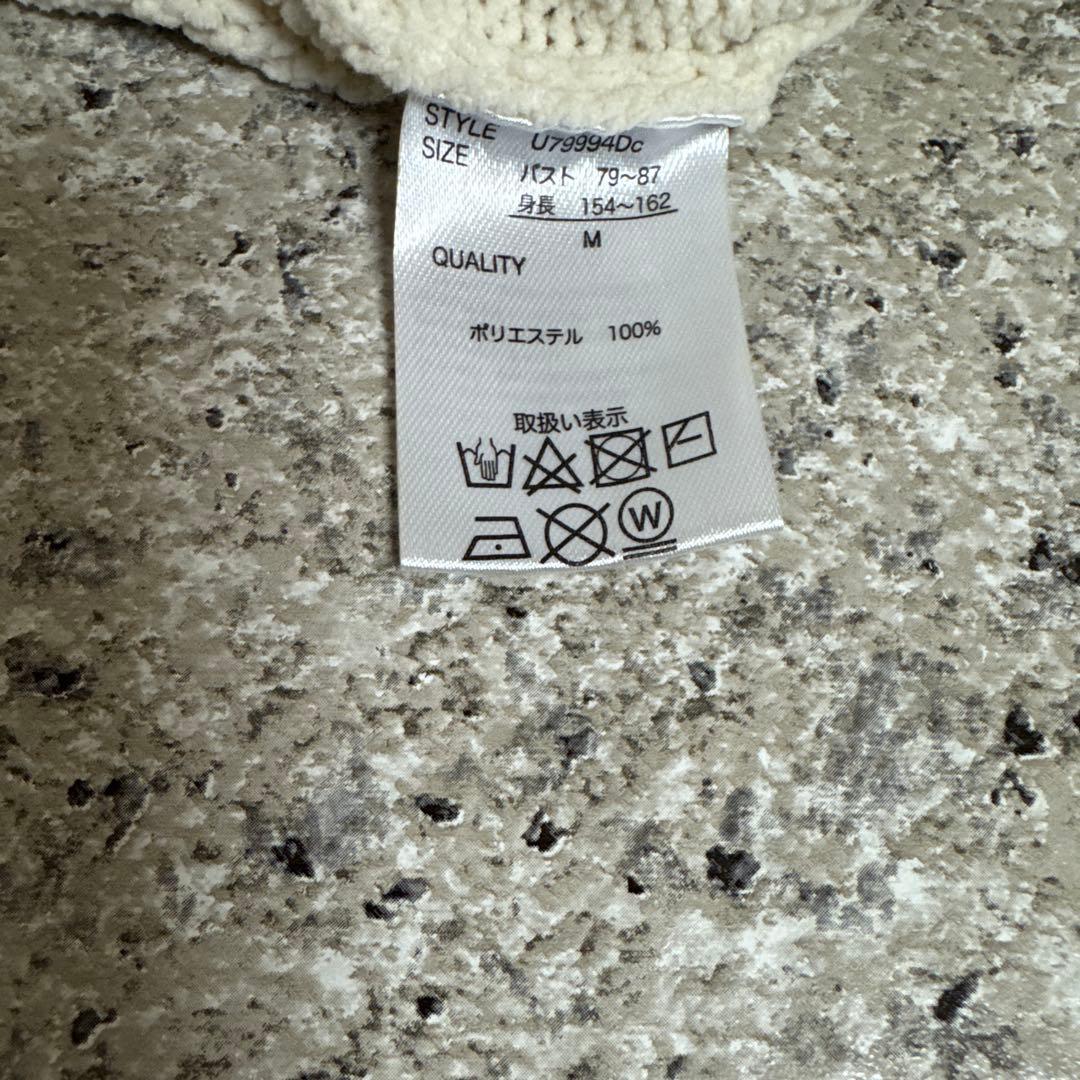 STYLE U79994Dc
SIZE バスト 79～87
身長 154～162
M
QUALITY
ポリエステル 100%
取扱い表示
W